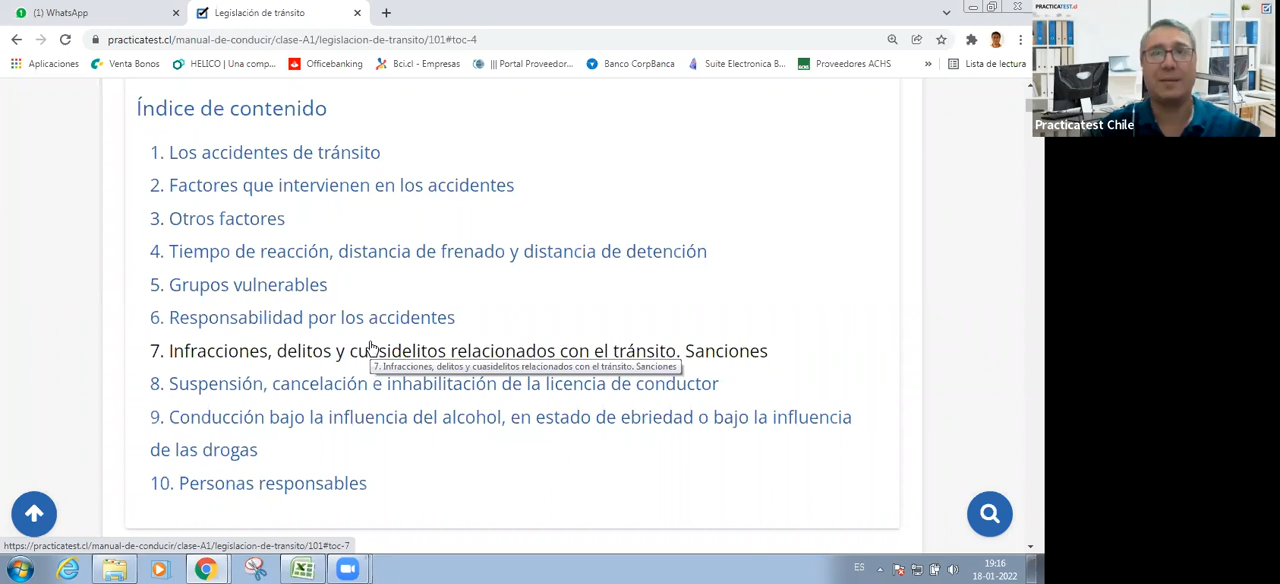 (1) WhatsApp
Legislación de tránsito
practicatest.cl/manual-de-conducir/clase-A1/legislacion-de-transito/101#toc-4
Aplicaciones
Venta Bonos
HELICO | Una comp...
Officebanking
Bci.cl - Empresas
||| Portal Proveedor...
Banco CorpBanca
Suite Electronica B...
Proveedores ACHS
»
Lista de lectura
PRACTICATEST.cl
Practicatest Chile
Índice de contenido
1. Los accidentes de tránsito
2. Factores que intervienen en los accidentes
3. Otros factores
4. Tiempo de reacción, distancia de frenado y distancia de detención
5. Grupos vulnerables
6. Responsabilidad por los accidentes
7. Infracciones, delitos y cuasidelitos relacionados con el tránsito. Sanciones
7. Infracciones, delitos y cuasidelitos relacionados con el tránsito. Sanciones
8. Suspensión, cancelación e inhabilitación de la licencia de conductor
9. Conducción bajo la influencia del alcohol, en estado de ebriedad o bajo la influencia
de las drogas
10. Personas responsables
https://practicatest.cl/manual-de-conducir/clase-A1/legislacion-de-transito/101#toc-7
ES
19:16
18-01-2022